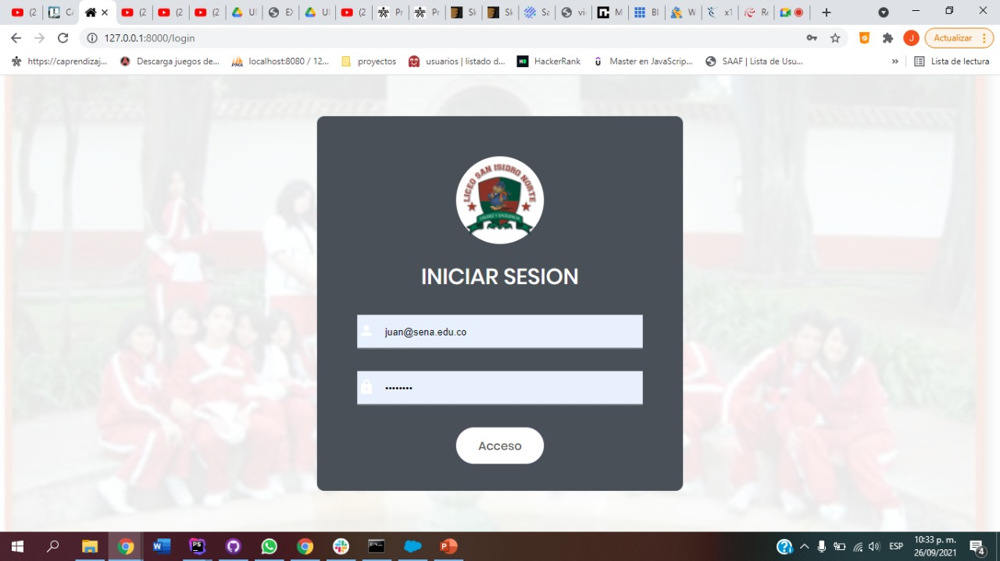 (2
C
(2
(2
(2
U
E
U
(2
Pr
Pr
Sk
Sk
Sa
vi
M
Bl
W
x1
Re
127.0.0.1:8000/login
J
Actualizar
https://caprendizaj...
Descarga juegos de...
localhost:8080 / 12...
proyectos
usuarios | listado d...
HackerRank
Master en JavaScrip...
SAAF | Lista de Usu...
»
Lista de lectura
LICEO SAN ISIDRO NORTE
CALIDEZ Y EXCELENCIA
INICIAR SESION
juan@sena.edu.co
••••••••
Acceso
ESP
10:33 p. m.
26/09/2021
4